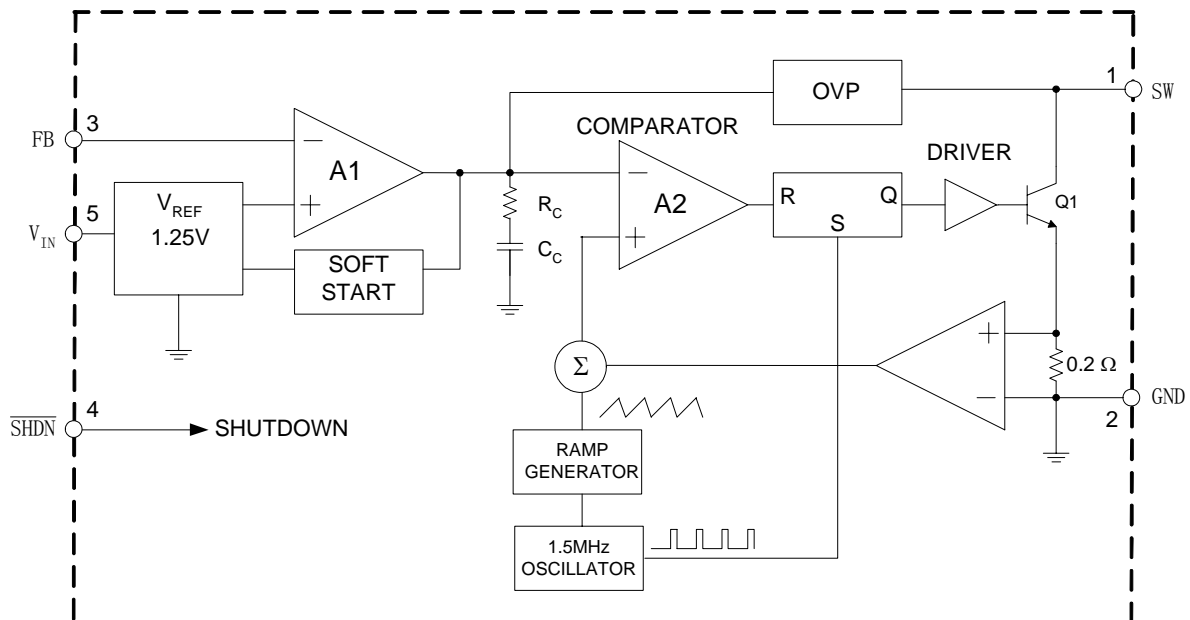 OVP
1
SW
3
FB
COMPARATOR
DRIVER
A1
A2
V_REF
1.25V
5
V_IN
R_C
C_C
R
Q
S
Q1
SOFT
START
+
−
Σ
0.2 Ω
GND
2
4
SHDN
SHUTDOWN
RAMP
GENERATOR
1.5MHz
OSCILLATOR